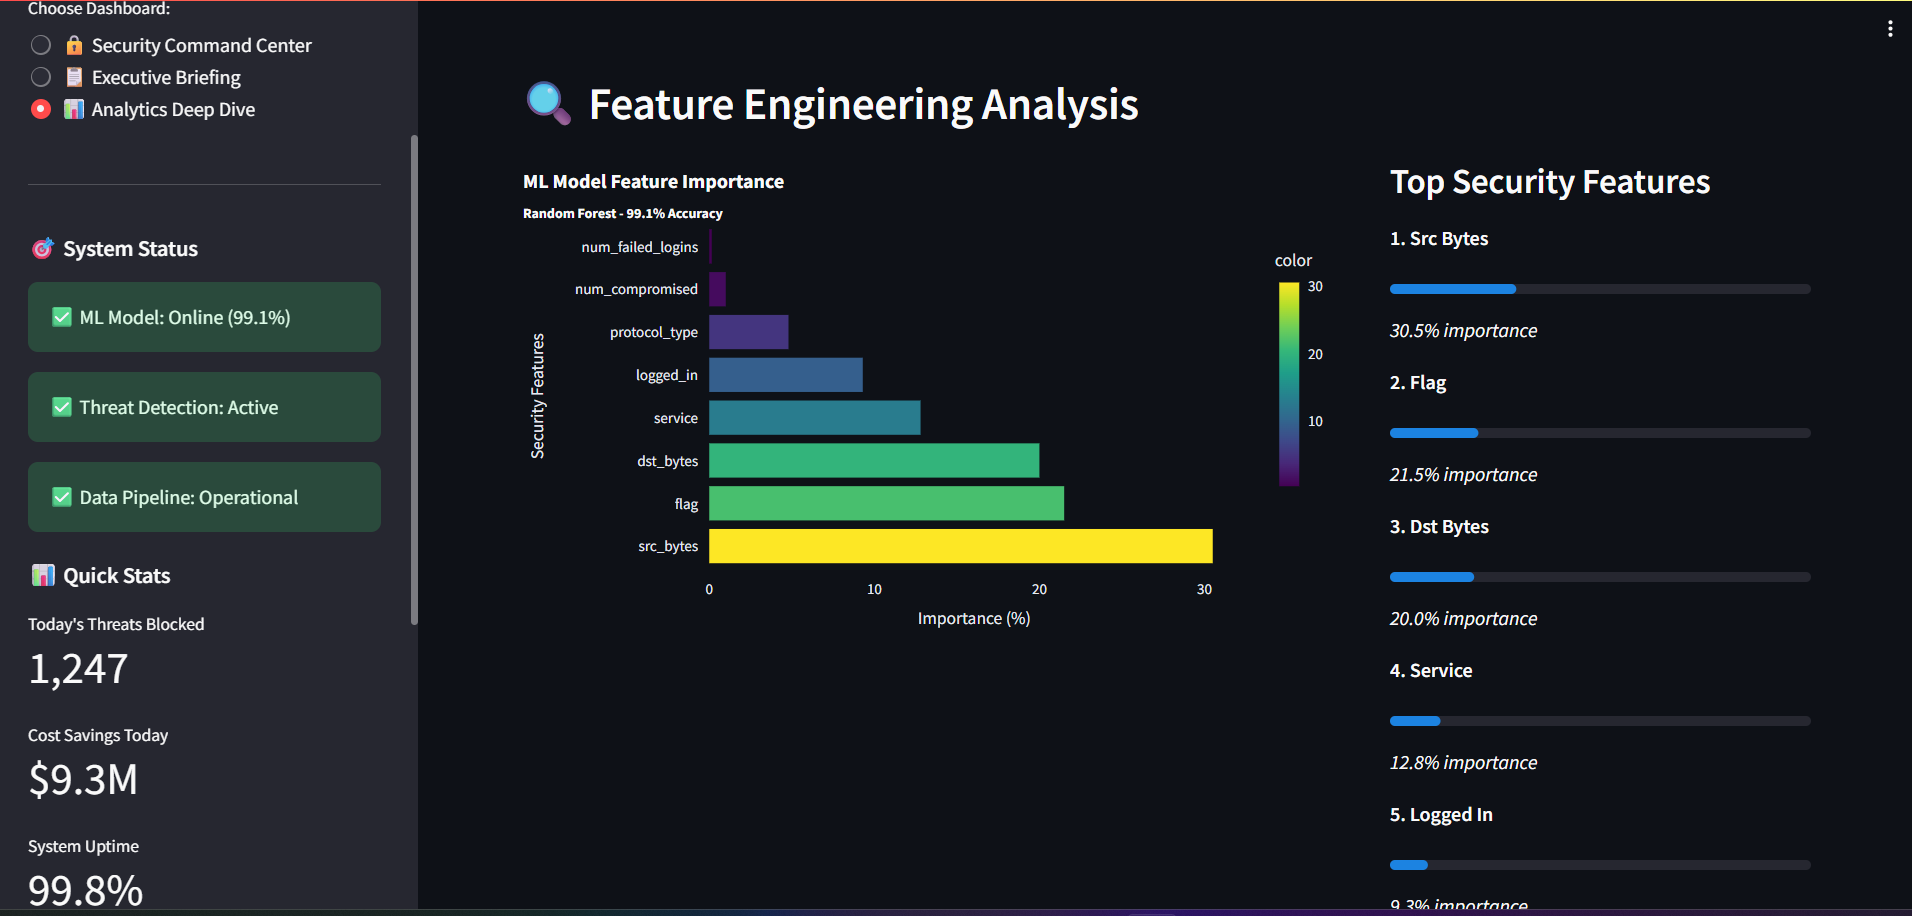 Choose Dashboard:
Security Command Center
Executive Briefing
Analytics Deep Dive
System Status
ML Model: Online (99.1%)
Threat Detection: Active
Data Pipeline: Operational
Quick Stats
Today's Threats Blocked
1,247
Cost Savings Today
$9.3M
System Uptime
99.8%
Feature Engineering Analysis
ML Model Feature Importance
Random Forest - 99.1% Accuracy
Security Features
num_failed_logins
num_compromised
protocol_type
logged_in
service
dst_bytes
flag
src_bytes
0 10 20 30
Importance (%)
color
30
20
10
Top Security Features
1. Src Bytes
30.5% importance
2. Flag
21.5% importance
3. Dst Bytes
20.0% importance
4. Service
12.8% importance
5. Logged In
9.3% importance